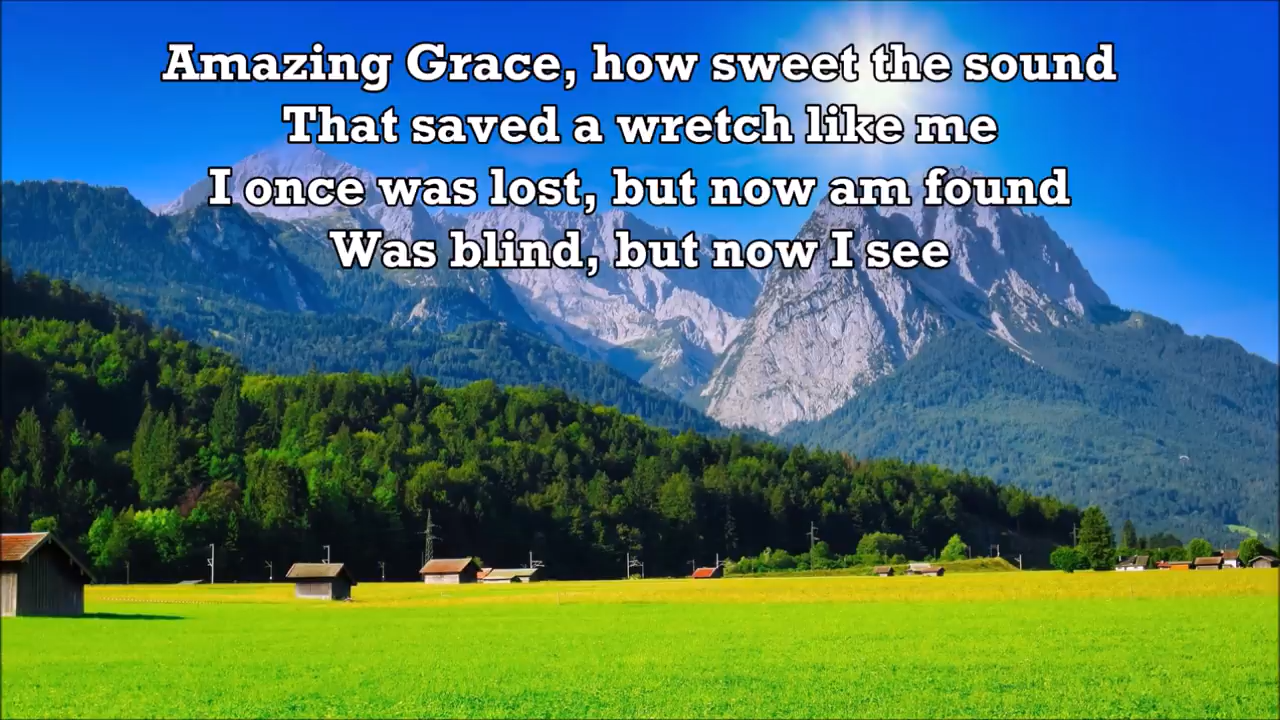 Amazing Grace, how sweet the sound
That saved a wretch like me
I once was lost, but now am found
Was blind, but now I see